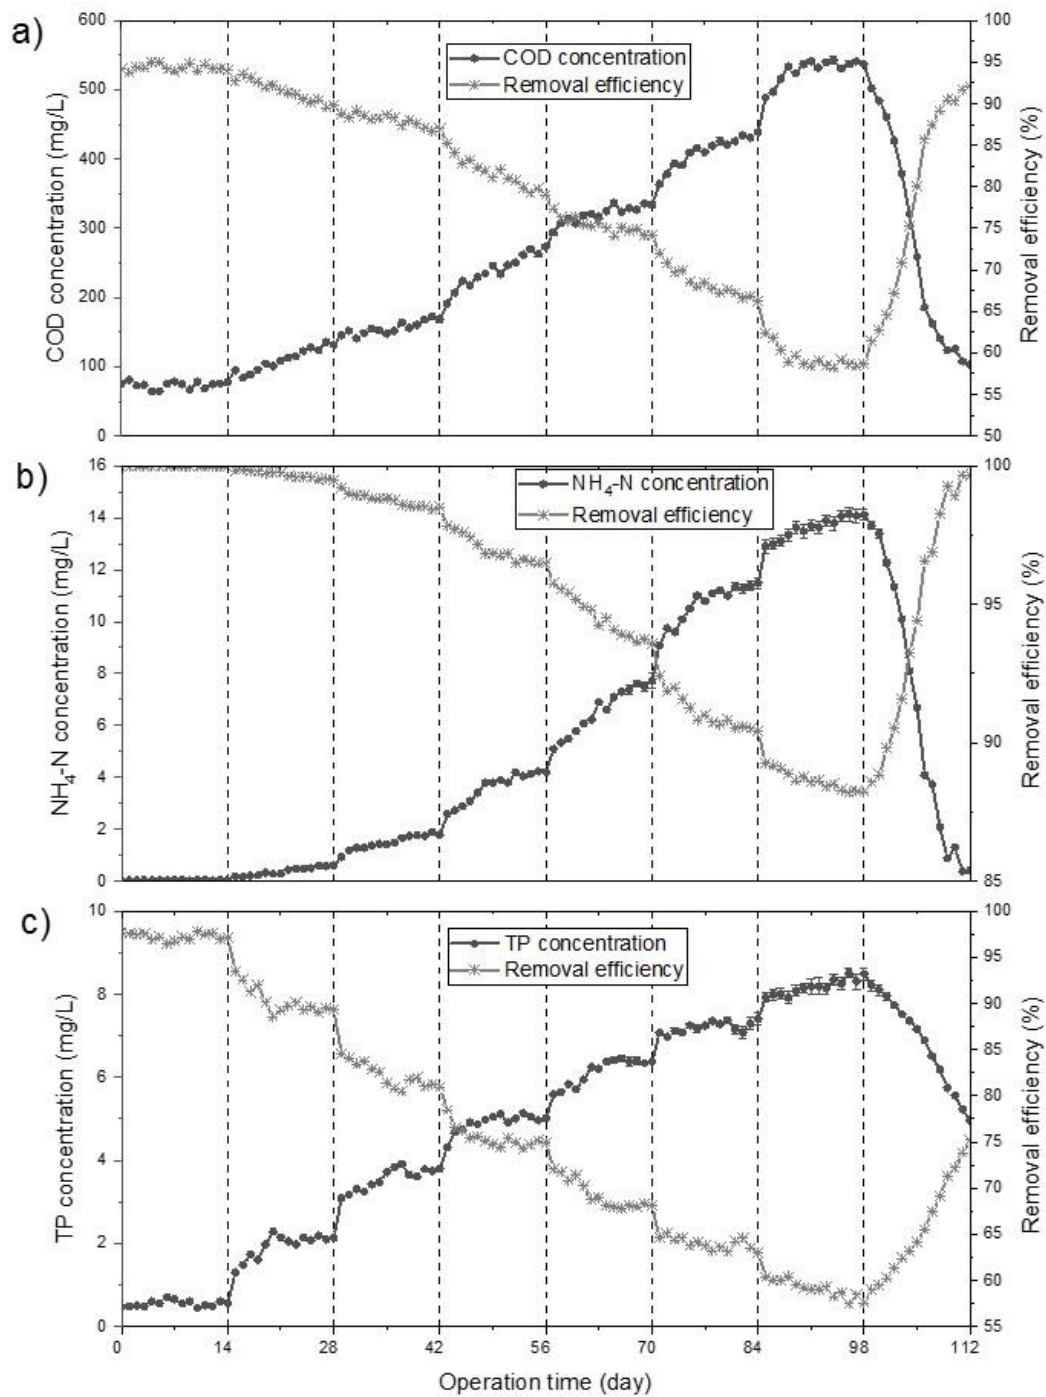 a)
COD concentration
Removal efficiency
COD concentration (mg/L)
600
500
400
300
200
100
0
Removal efficiency (%)
100
95
90
85
80
75
70
65
60
55
50
b)
NH4-N concentration
Removal efficiency
NH4-N concentration (mg/L)
16
14
12
10
8
6
4
2
0
Removal efficiency (%)
100
95
90
85
c)
TP concentration
Removal efficiency
TP concentration (mg/L)
10
8
6
4
2
0
Removal efficiency (%)
100
95
90
85
80
75
70
65
60
55
0 14 28 42 56 70 84 98 112
Operation time (day)